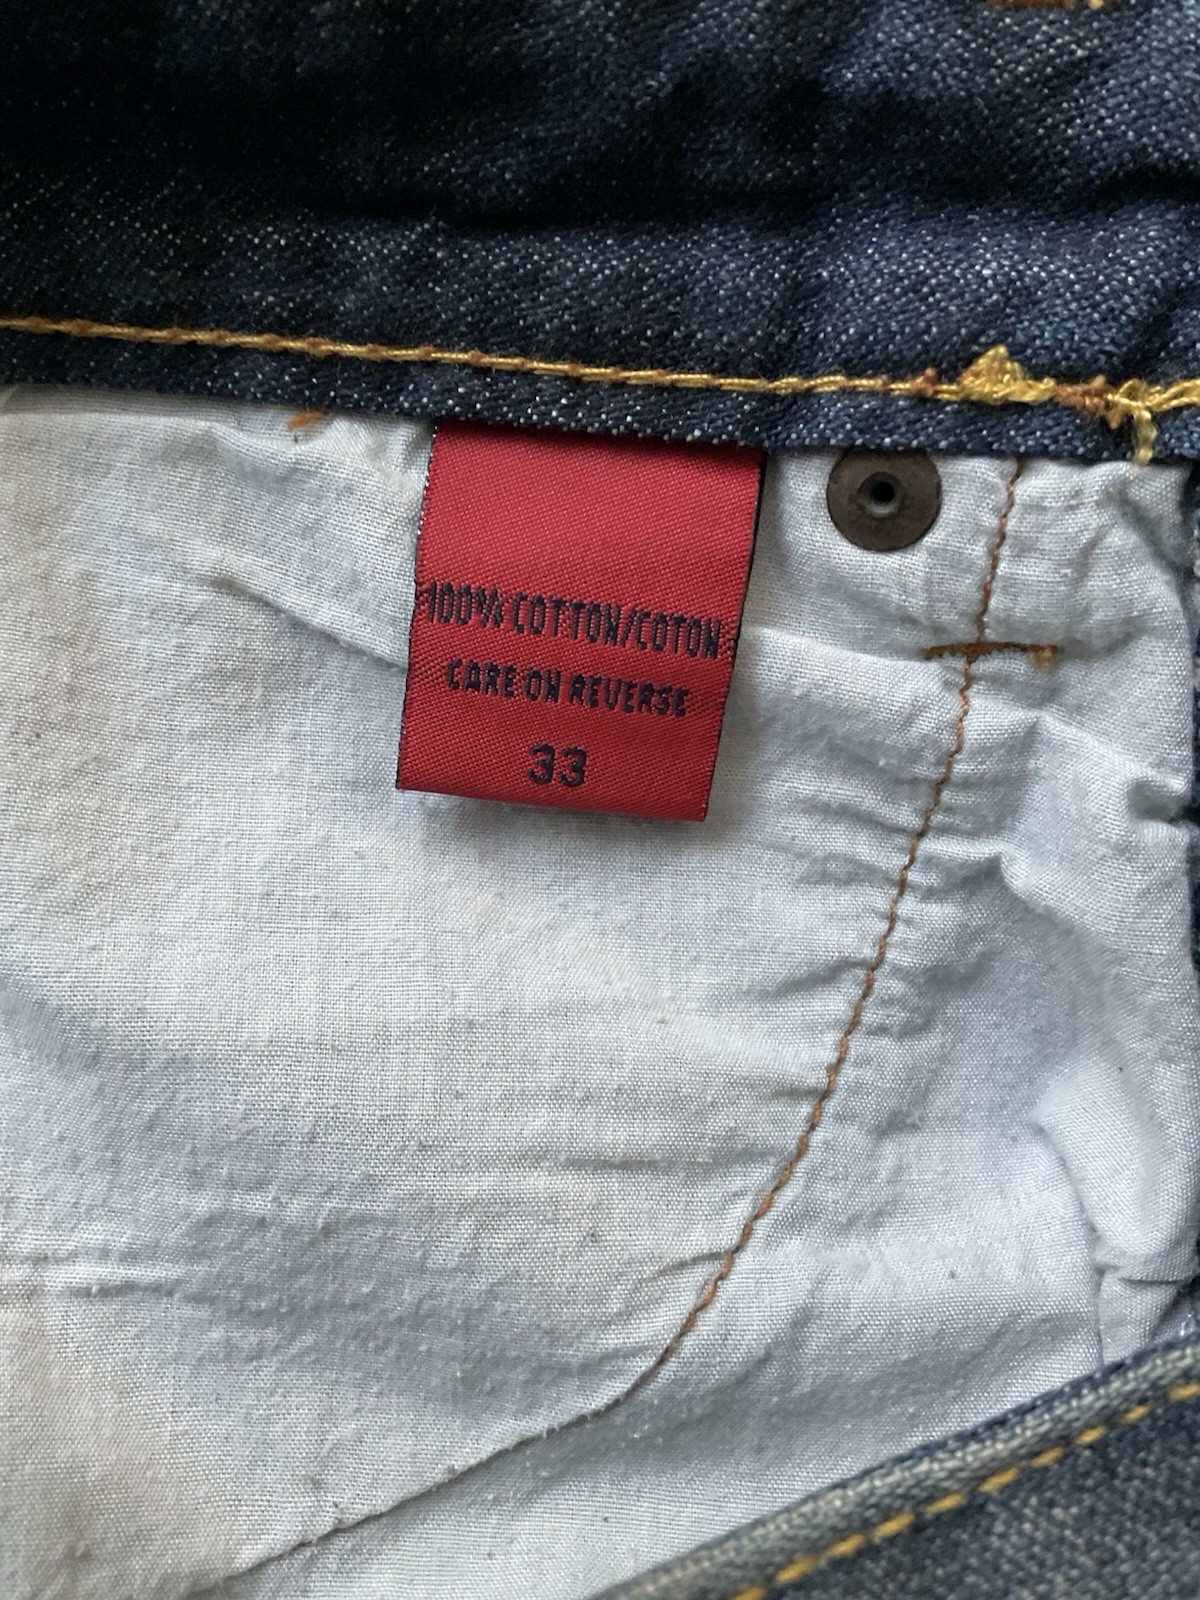 100% COTTON/COTON
CARE ON REVERSE
33